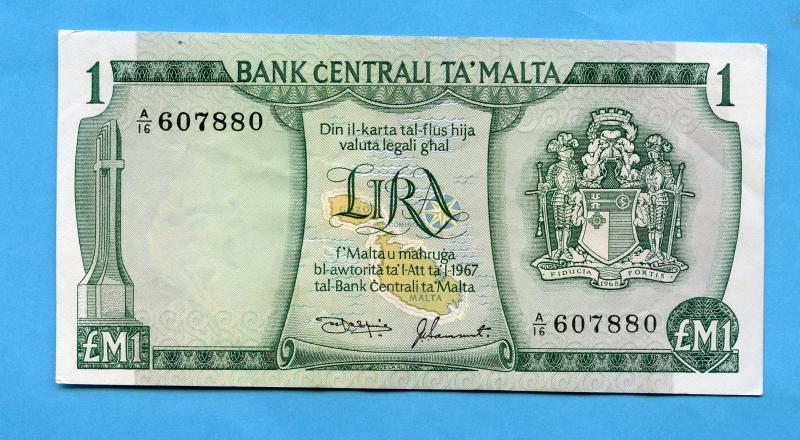 1 BANK ĊENTRALI TA' MALTA 1
A/16 607880
Din il-karta tal-flus hija
valuta legali għal
LIRA
GOZO
COMINO
f'Malta u maħruġa
bl-awtorità ta' l-Att ta' l-1967
tal-Bank Ċentrali ta' Malta
MALTA
FIDUCIA FORTIS
1968
A/16 607880
£M1 £M1